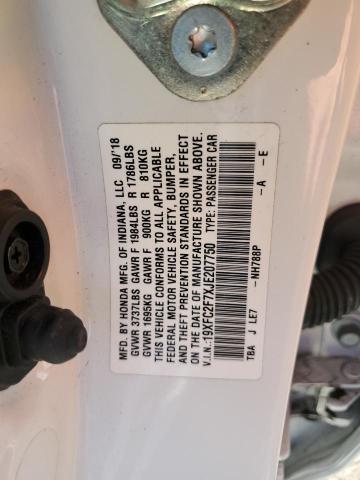 MFD. BY HONDA MFG. OF INDIANA, LLC 09/18
GVWR 3737LBS GAWR F 1984LBS R 1786LBS
GVWR 1695KG GAWR F 900KG R 810KG
THIS VEHICLE CONFORMS TO ALL APPLICABLE
FEDERAL MOTOR VEHICLE SAFETY, BUMPER,
AND THEFT PREVENTION STANDARDS IN EFFECT
ON THE DATE OF MANUFACTURE SHOWN ABOVE.
V.I.N.:19XFC2F7XJE207750 TYPE: PASSENGER CAR
NH788P -A -E
TBA J LE7